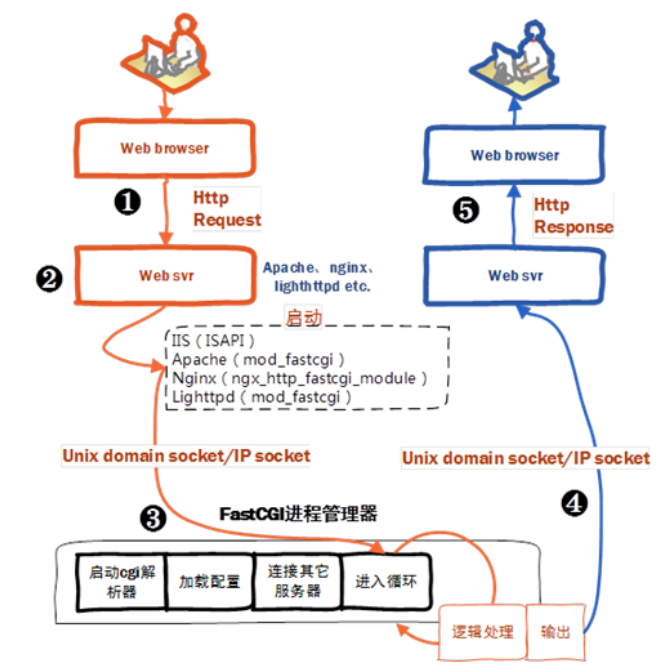 Web browser
Web browser
❶
Http
Request
❺
Http
Response
❷
Web svr
Apache、nginx、
lighthttpd etc.
Web svr
启动
IIS（ISAPI）
Apache（mod_fastcgi）
Nginx（ngx_http_fastcgi_module）
Lighttpd（mod_fastcgi）
Unix domain socket/IP socket
Unix domain socket/IP socket
❸
FastCGI进程管理器
❹
启动cgi解
析器
加载配置
连接其它
服务器
进入循环
逻辑处理
输出